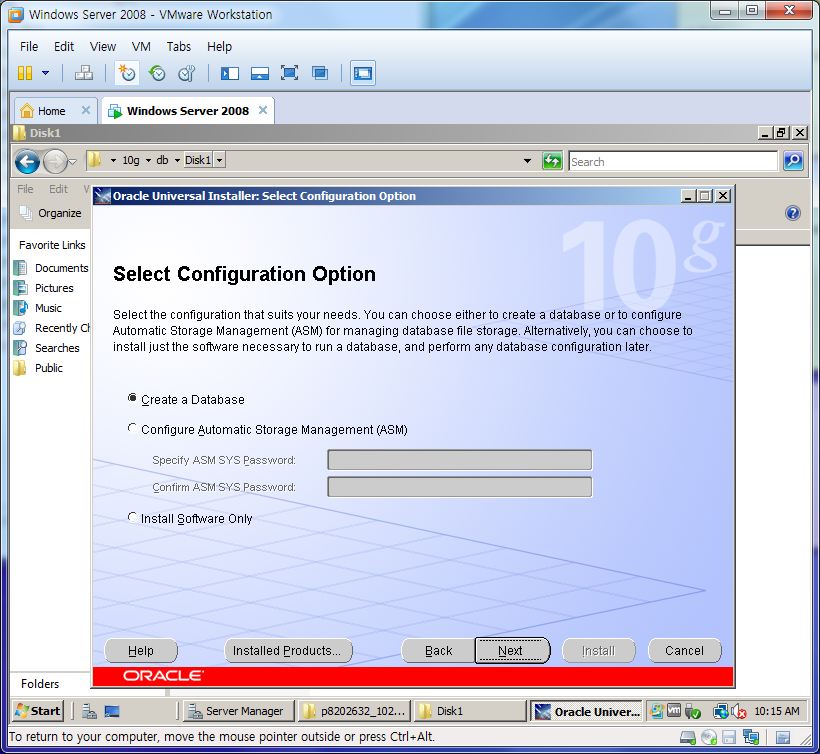 Windows Server 2008 - VMware Workstation
File Edit View VM Tabs Help
Home
Windows Server 2008
Disk1
10g db Disk1
Search
File Edit V
Organize
Oracle Universal Installer: Select Configuration Option
10g
Favorite Links
Documents
Pictures
Music
Recently Ch
Searches
Public
Select Configuration Option
Select the configuration that suits your needs. You can choose either to create a database or to configure
Automatic Storage Management (ASM) for managing database file storage. Alternatively, you can choose to
install just the software necessary to run a database, and perform any database configuration later.
Create a Database
Configure Automatic Storage Management (ASM)
Specify ASM SYS Password:
Confirm ASM SYS Password:
Install Software Only
Help Installed Products... Back Next Install Cancel
ORACLE
Folders
Start Server Manager p8202632_102... Disk1 Oracle Univer... vm 10:15 AM
To return to your computer, move the mouse pointer outside or press Ctrl+Alt.